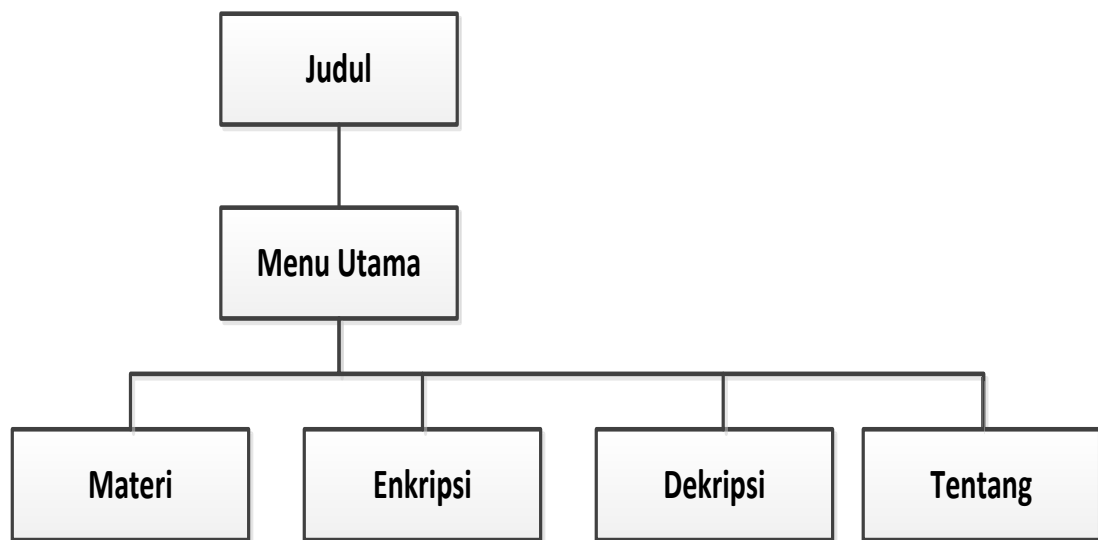 Judul
Menu Utama
Materi
Enkripsi
Dekripsi
Tentang